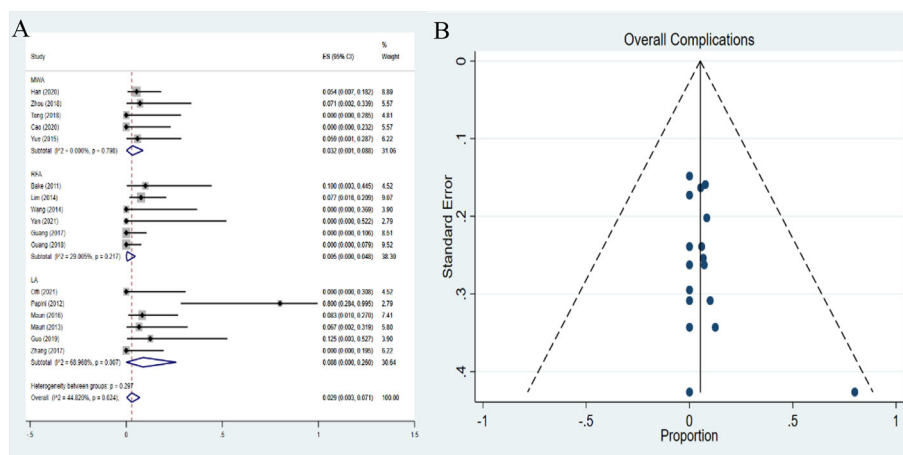 A
%
Study ES (95% CI) Weight
MWA
Han (2020) 0.054 (0.007, 0.182) 8.89
Zhou (2018) 0.071 (0.002, 0.339) 5.57
Teng (2018) 0.000 (0.000, 0.285) 4.81
Cao (2020) 0.000 (0.000, 0.232) 5.57
Yue (2015) 0.059 (0.001, 0.287) 6.22
Subtotal (I^2 = 0.000%, p = 0.798) 0.032 (0.001, 0.088) 31.06
RFA
Bake (2011) 0.100 (0.003, 0.445) 4.52
Lim (2014) 0.077 (0.016, 0.209) 9.07
Wang (2014) 0.000 (0.000, 0.369) 3.90
Yan (2021) 0.000 (0.000, 0.522) 2.79
Guang (2017) 0.000 (0.000, 0.106) 8.51
Guang (2018) 0.000 (0.000, 0.079) 9.52
Subtotal (I^2 = 29.005%, p = 0.217) 0.005 (0.000, 0.048) 38.30
LA
Offi (2021) 0.000 (0.000, 0.308) 4.52
Papini (2012) 0.800 (0.284, 0.995) 2.79
Mauri (2016) 0.083 (0.010, 0.270) 7.41
Mauri (2013) 0.067 (0.002, 0.319) 5.80
Guo (2019) 0.125 (0.003, 0.527) 3.90
Zhang (2017) 0.000 (0.000, 0.195) 6.22
Subtotal (I^2 = 68.968%, p = 0.007) 0.088 (0.000, 0.260) 30.64
Heterogeneity between groups: p = 0.297
Overall (I^2 = 44.820%, p = 0.024); 0.029 (0.003, 0.071) 100.00
-.5 0 .5 1 1.5
B
Overall Complications
Standard Error
0
.1
.2
.3
.4
-1 -.5 0 .5 1
Proportion